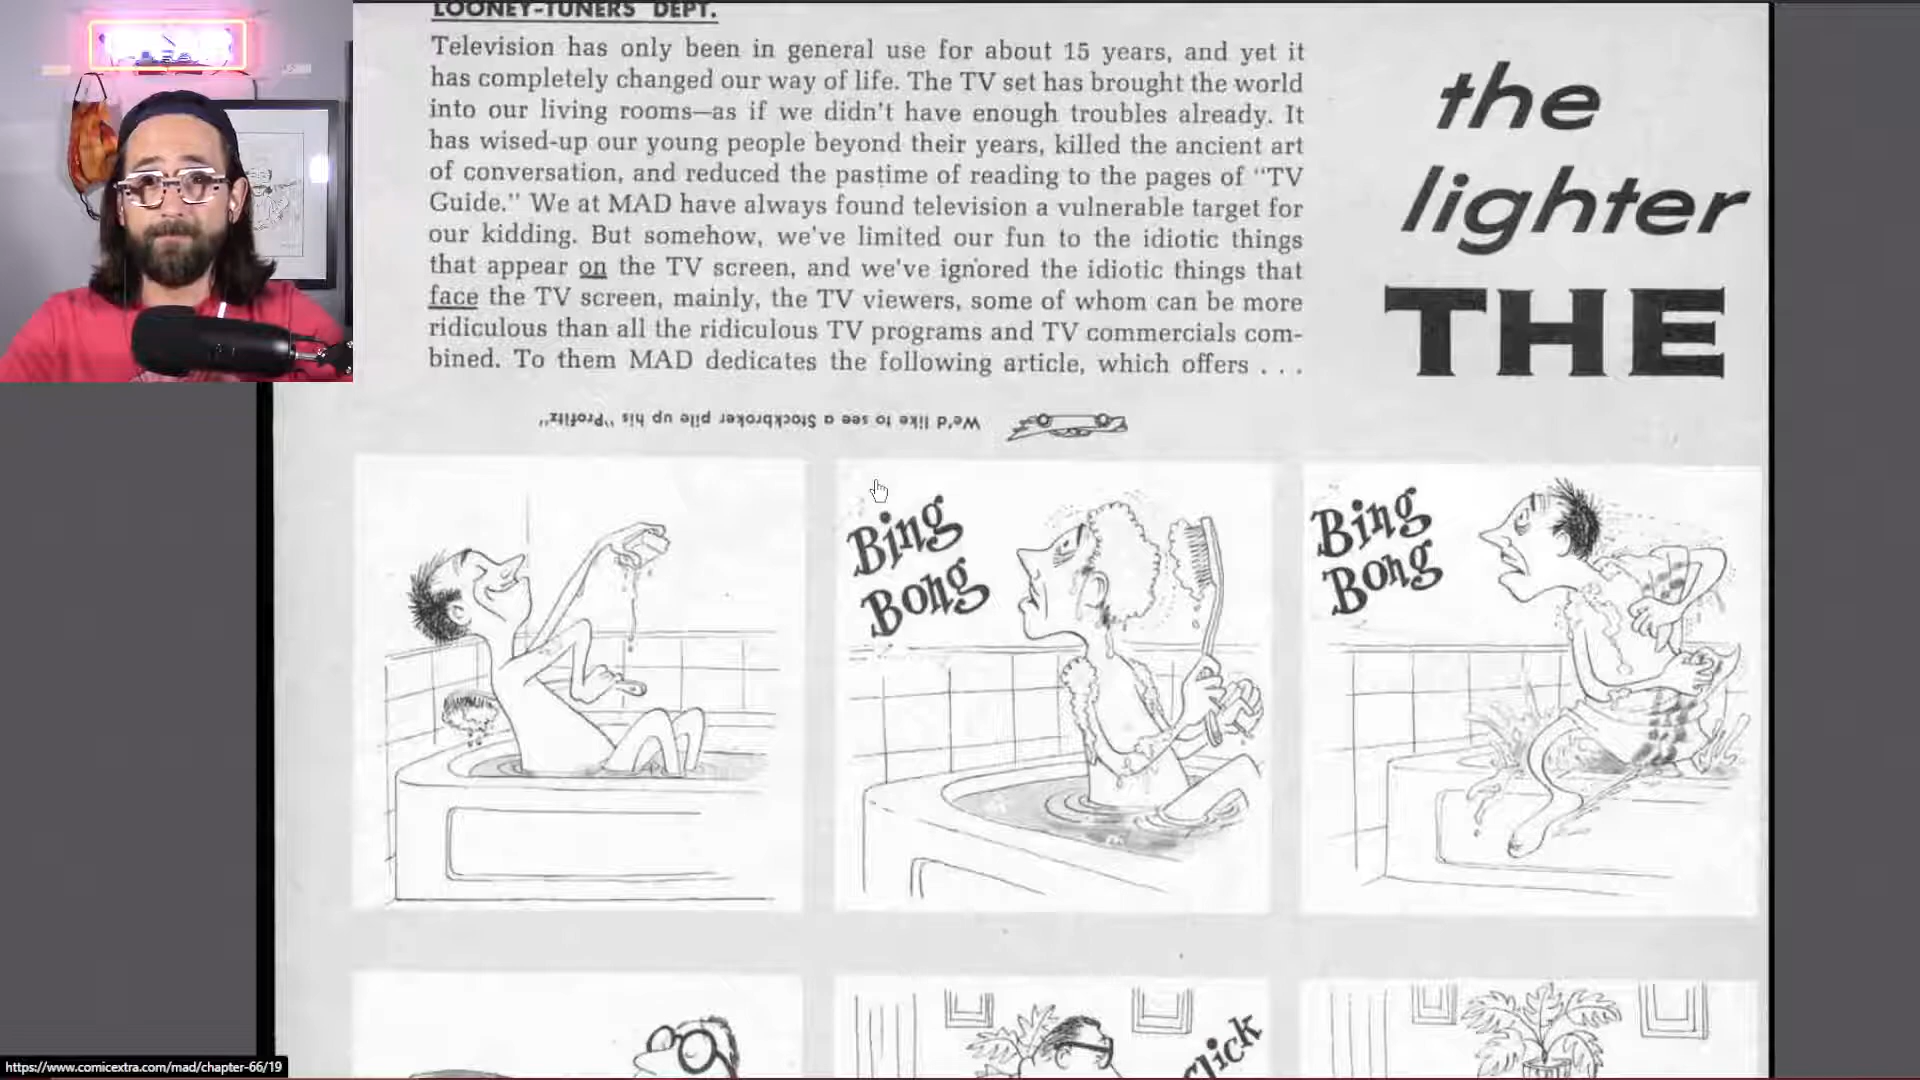 LOONEY-TUNERS DEPT.
Television has only been in general use for about 15 years, and yet it
has completely changed our way of life. The TV set has brought the world
into our living rooms—as if we didn't have enough troubles already. It
has wised-up our young people beyond their years, killed the ancient art
of conversation, and reduced the pastime of reading to the pages of "TV
Guide." We at MAD have always found television a vulnerable target for
our kidding. But somehow, we've limited our fun to the idiotic things
that appear on the TV screen, and we've ignored the idiotic things that
face the TV screen, mainly, the TV viewers, some of whom can be more
ridiculous than all the ridiculous TV programs and TV commercials com-
bined. To them MAD dedicates the following article, which offers . . .
the
lighter
THE
We'd like to see a Stockbroker pile up his "Profitz"
Bing
Bong
Bing
Bong
Click
https://www.comicextra.com/mad/chapter-66/19